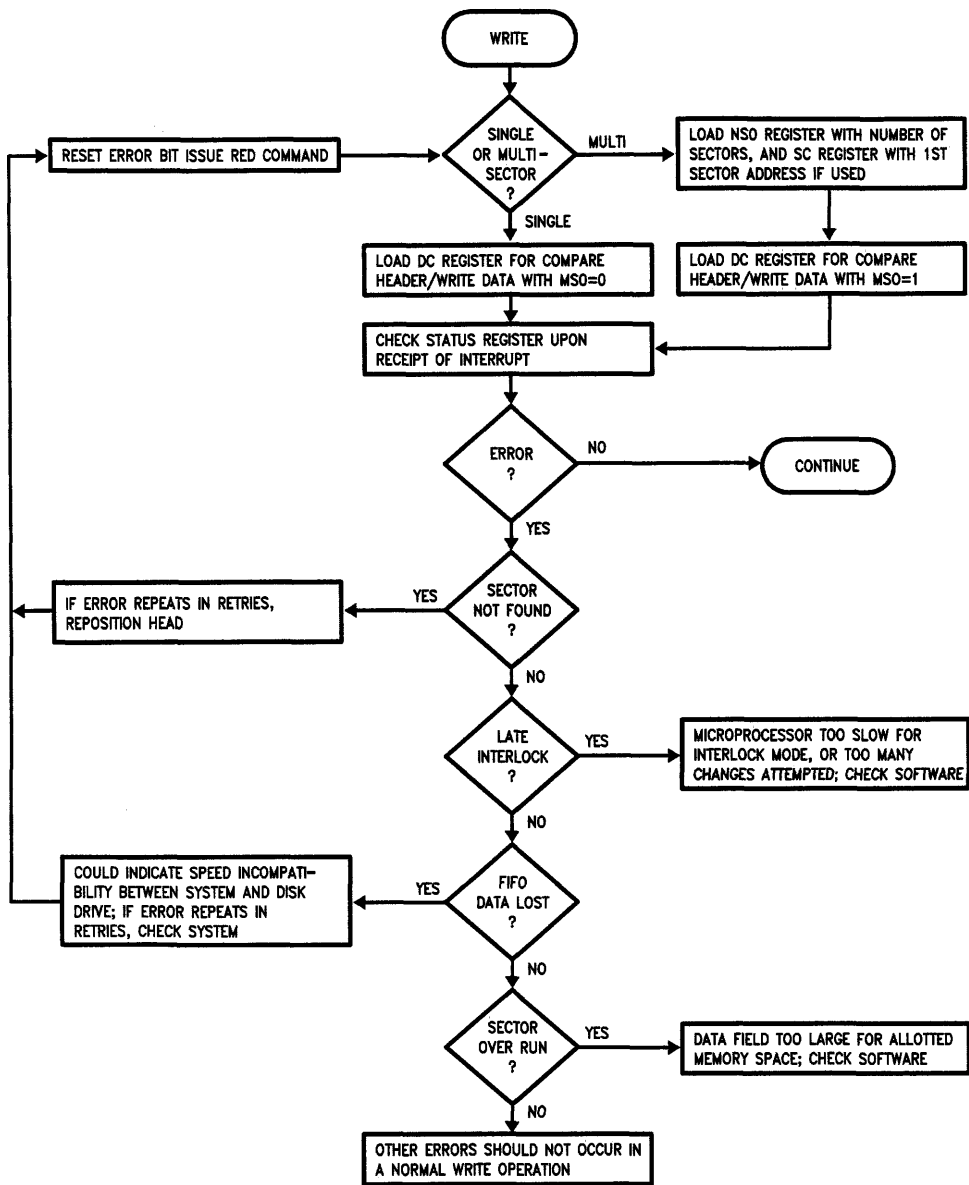 WRITE
SINGLE
OR MULTI-
SECTOR
?
MULTI
LOAD NSO REGISTER WITH NUMBER OF
SECTORS, AND SC REGISTER WITH 1ST
SECTOR ADDRESS IF USED
RESET ERROR BIT ISSUE RED COMMAND
SINGLE
LOAD DC REGISTER FOR COMPARE
HEADER/WRITE DATA WITH MSO=0
LOAD DC REGISTER FOR COMPARE
HEADER/WRITE DATA WITH MSO=1
CHECK STATUS REGISTER UPON
RECEIPT OF INTERRUPT
ERROR
?
NO
CONTINUE
YES
SECTOR
NOT FOUND
?
YES
IF ERROR REPEATS IN RETRIES,
REPOSITION HEAD
NO
LATE
INTERLOCK
?
YES
MICROPROCESSOR TOO SLOW FOR
INTERLOCK MODE, OR TOO MANY
CHANGES ATTEMPTED; CHECK SOFTWARE
NO
FIFO
DATA LOST
?
YES
COULD INDICATE SPEED INCOMPATI-
BILITY BETWEEN SYSTEM AND DISK
DRIVE; IF ERROR REPEATS IN
RETRIES, CHECK SYSTEM
NO
SECTOR
OVER RUN
?
YES
DATA FIELD TOO LARGE FOR ALLOTTED
MEMORY SPACE; CHECK SOFTWARE
NO
OTHER ERRORS SHOULD NOT OCCUR IN
A NORMAL WRITE OPERATION